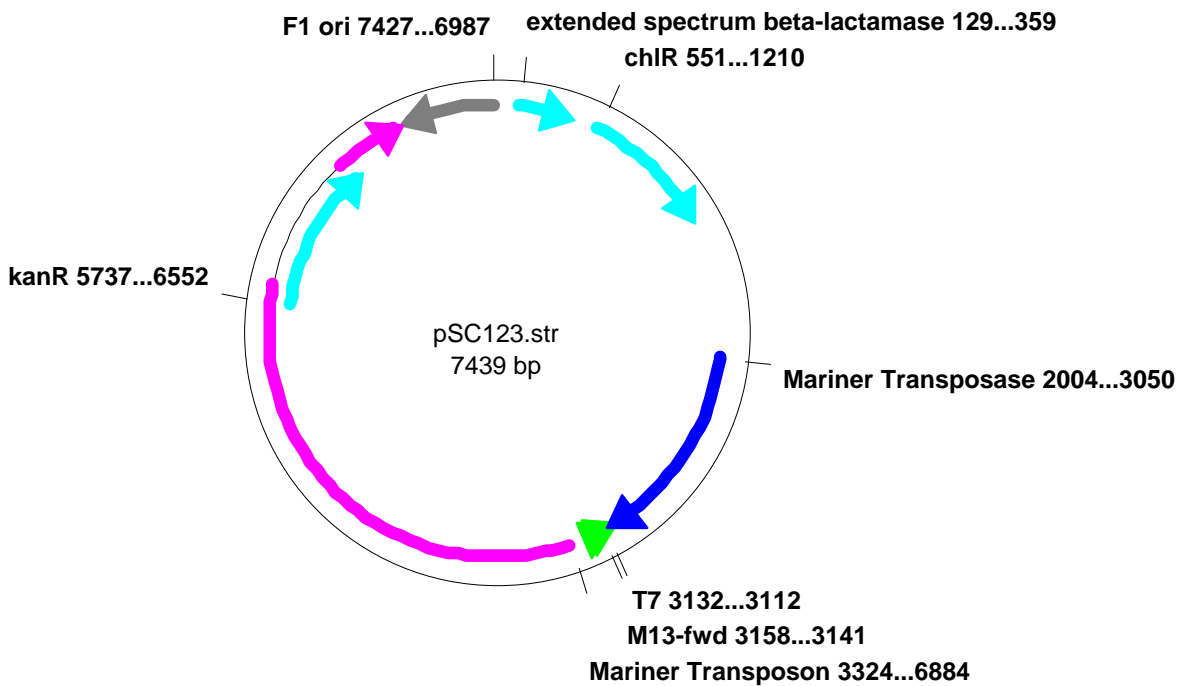 F1 ori 7427...6987
extended spectrum beta-lactamase 129...359
chlR 551...1210
kanR 5737...6552
pSC123.str
7439 bp
Mariner Transposase 2004...3050
T7 3132...3112
M13-fwd 3158...3141
Mariner Transposon 3324...6884